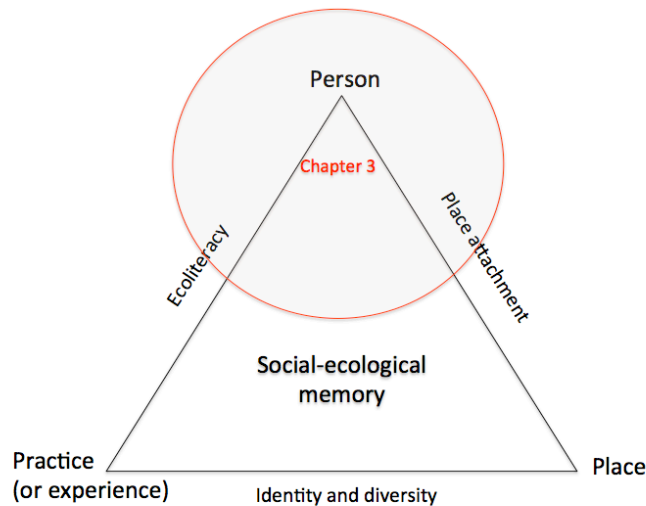 Person
Chapter 3
Ecoliteracy
Place attachment
Social-ecological
memory
Practice
(or experience)
Place
Identity and diversity